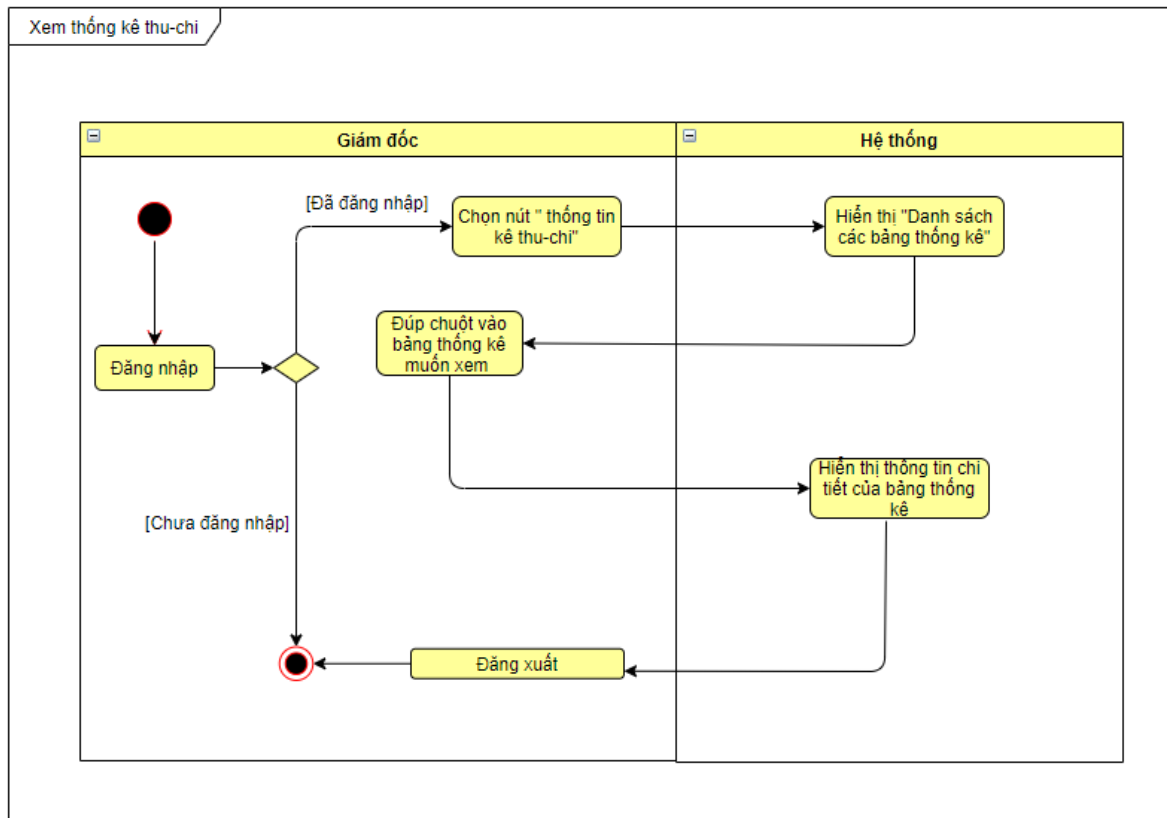 Xem thống kê thu-chi
Giám đốc
Hệ thống
[Đã đăng nhập]
Chọn nút " thống tin
kê thu-chi"
Hiển thị "Danh sách
các bảng thống kê"
Đúp chuột vào
bảng thống kê
muốn xem
Đăng nhập
Hiển thị thông tin chi
tiết của bảng thống
kê
[Chưa đăng nhập]
Đăng xuất